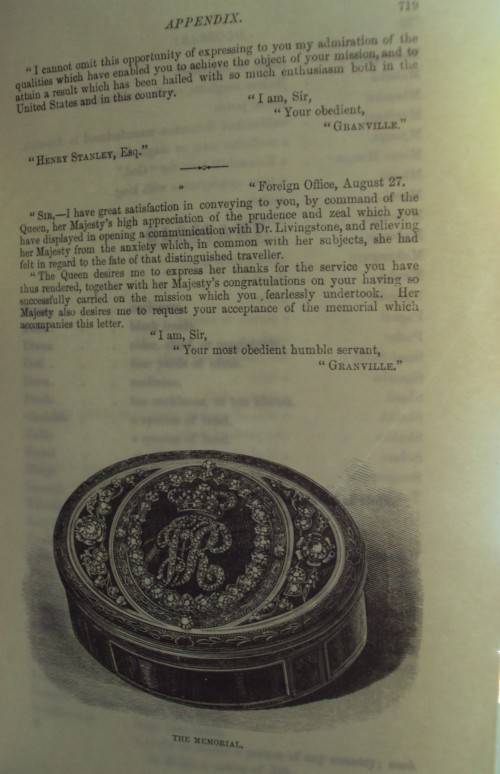 APPENDIX.
719
“I cannot omit this opportunity of expressing to you my admiration of the
qualities which have enabled you to achieve the object of your mission, and to
attain a result which has been hailed with so much enthusiasm both in the
United States and in this country.
“I am, Sir,
“Your obedient,
“GRANVILLE.”
“HENRY STANLEY, Esq.”
“Foreign Office, August 27.
“SIR,—I have great satisfaction in conveying to you, by command of the
Queen, her Majesty's high appreciation of the prudence and zeal which you
have displayed in opening a communication with Dr. Livingstone, and relieving
her Majesty from the anxiety which, in common with her subjects, she had
felt in regard to the fate of that distinguished traveller.
“The Queen desires me to express her thanks for the service you have
thus rendered, together with her Majesty's congratulations on your having so
successfully carried on the mission which you fearlessly undertook. Her
Majesty also desires me to request your acceptance of the memorial which
accompanies this letter.
“I am, Sir,
“Your most obedient humble servant,
“GRANVILLE.”
VR
THE MEMORIAL.